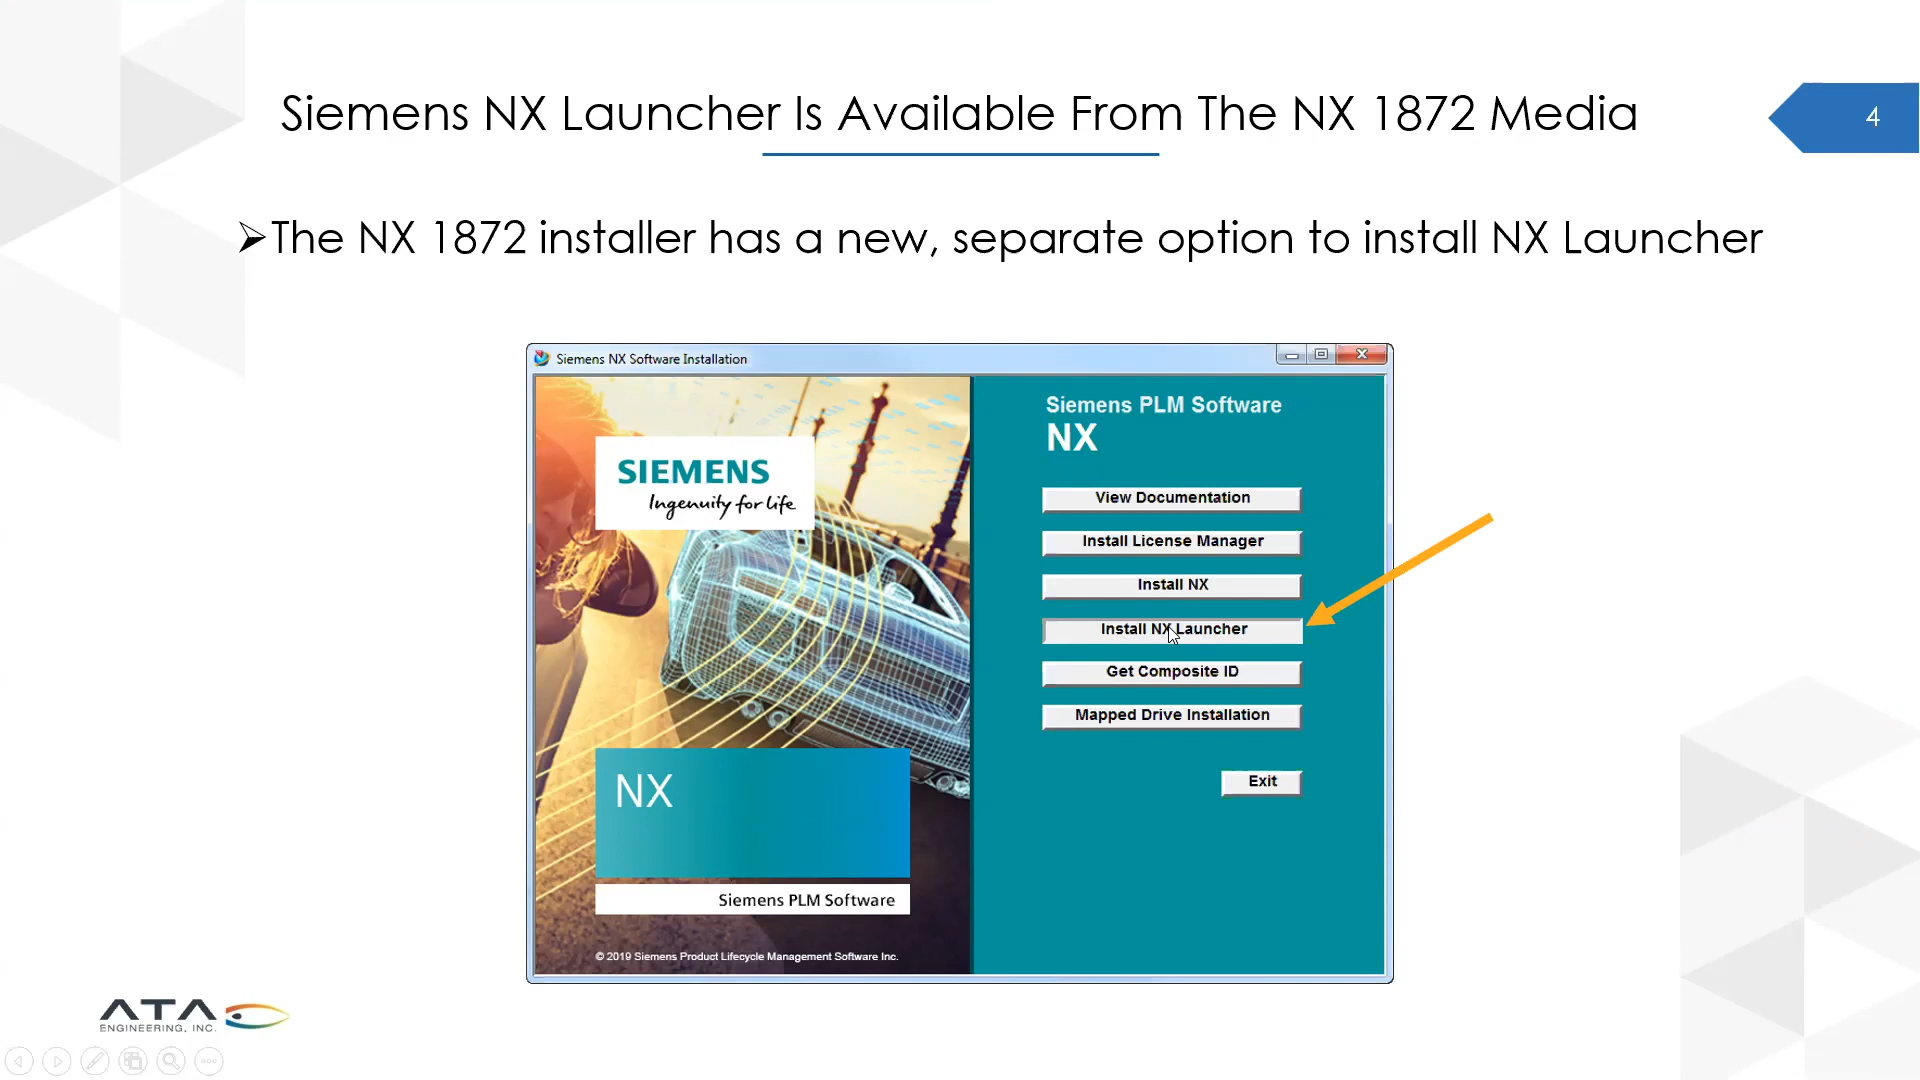 Siemens NX Launcher Is Available From The NX 1872 Media
4
➢The NX 1872 installer has a new, separate option to install NX Launcher
Siemens NX Software Installation
SIEMENS
Ingenuity for life
NX
Siemens PLM Software
© 2019 Siemens Product Lifecycle Management Software Inc.
Siemens PLM Software
NX
View Documentation
Install License Manager
Install NX
Install NX Launcher
Get Composite ID
Mapped Drive Installation
Exit
ATA
ENGINEERING, INC.